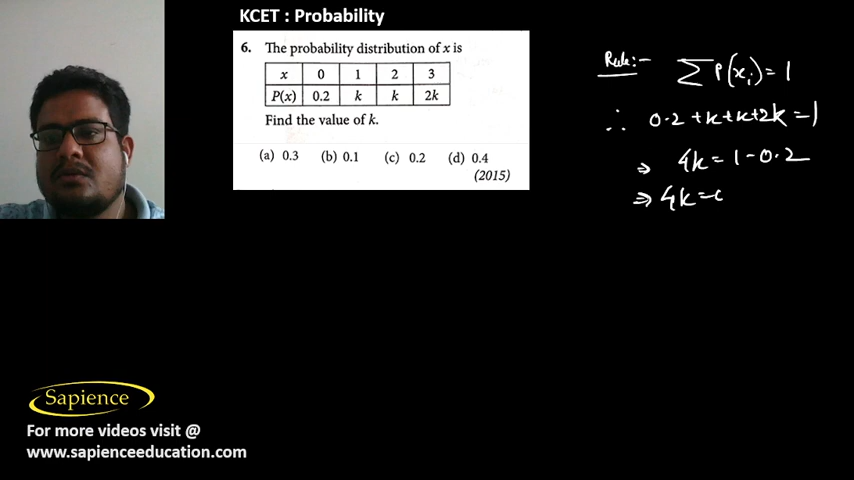 KCET : Probability
6. The probability distribution of x is
x 0 1 2 3
P(x) 0.2 k k 2k
Find the value of k.
(a) 0.3 (b) 0.1 (c) 0.2 (d) 0.4
(2015)
Rule:- ∑ P(xi) = 1
∴ 0.2 + k + k + 2k = 1
⇒ 4k = 1 - 0.2
⇒ 4k =
Sapience
For more videos visit @
www.sapienceeducation.com